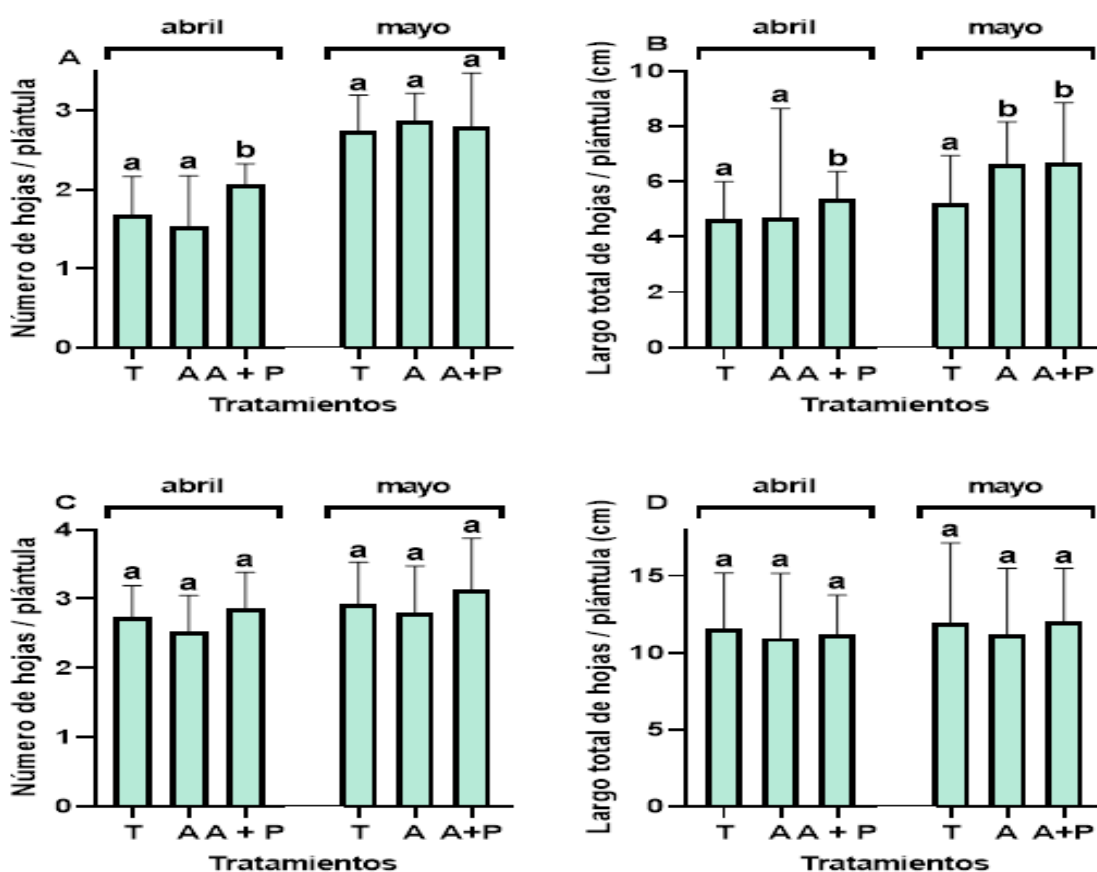 A
abril
mayo
Número de hojas / plántula
3
2
1
0
a
a
b
a
a
a
T
A
A + P
T
A
A+P
Tratamientos
B
abril
mayo
Largo total de hojas / plántula (cm)
10
8
6
4
2
0
a
a
b
a
b
b
T
A
A + P
T
A
A+P
Tratamientos
C
abril
mayo
Número de hojas / plántula
4
3
2
1
0
a
a
a
a
a
a
T
A
A + P
T
A
A+P
Tratamientos
D
abril
mayo
Largo total de hojas / plántula (cm)
15
10
5
0
a
a
a
a
a
a
T
A
A + P
T
A
A+P
Tratamientos